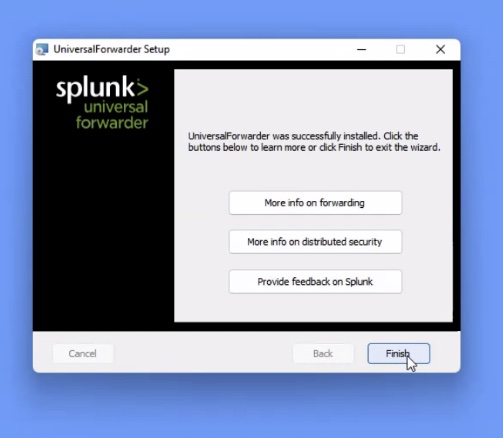 UniversalForwarder Setup
splunk>
universal
forwarder
UniversalForwarder was successfully installed. Click the
buttons below to learn more or click Finish to exit the wizard.
More info on forwarding
More info on distributed security
Provide feedback on Splunk
Cancel
Back
Finish